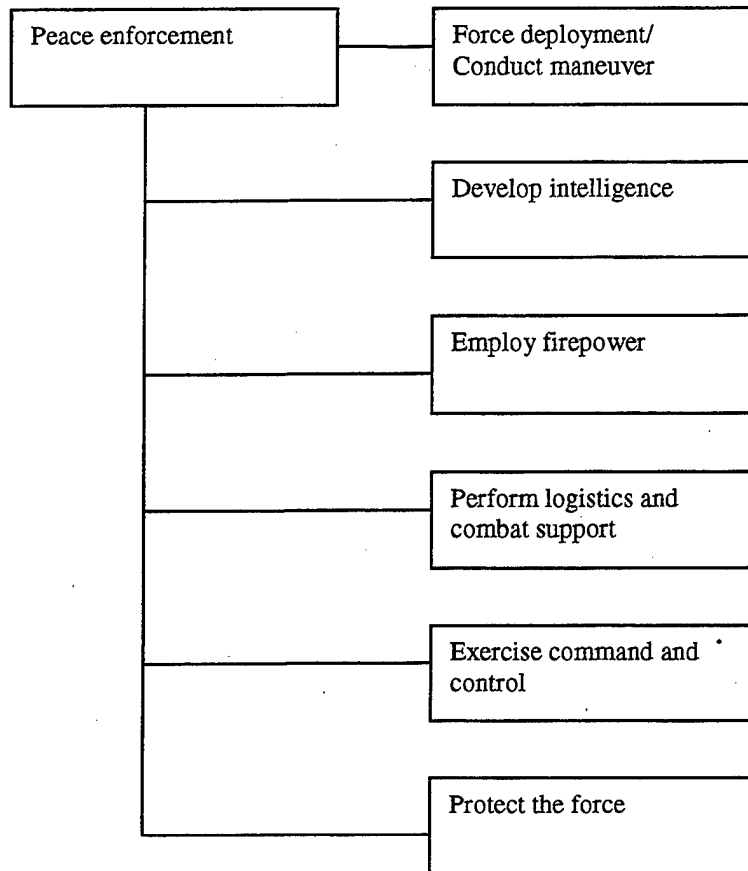 Peace enforcement
Force deployment/
Conduct maneuver
Develop intelligence
Employ firepower
Perform logistics and
combat support
Exercise command and
control
Protect the force